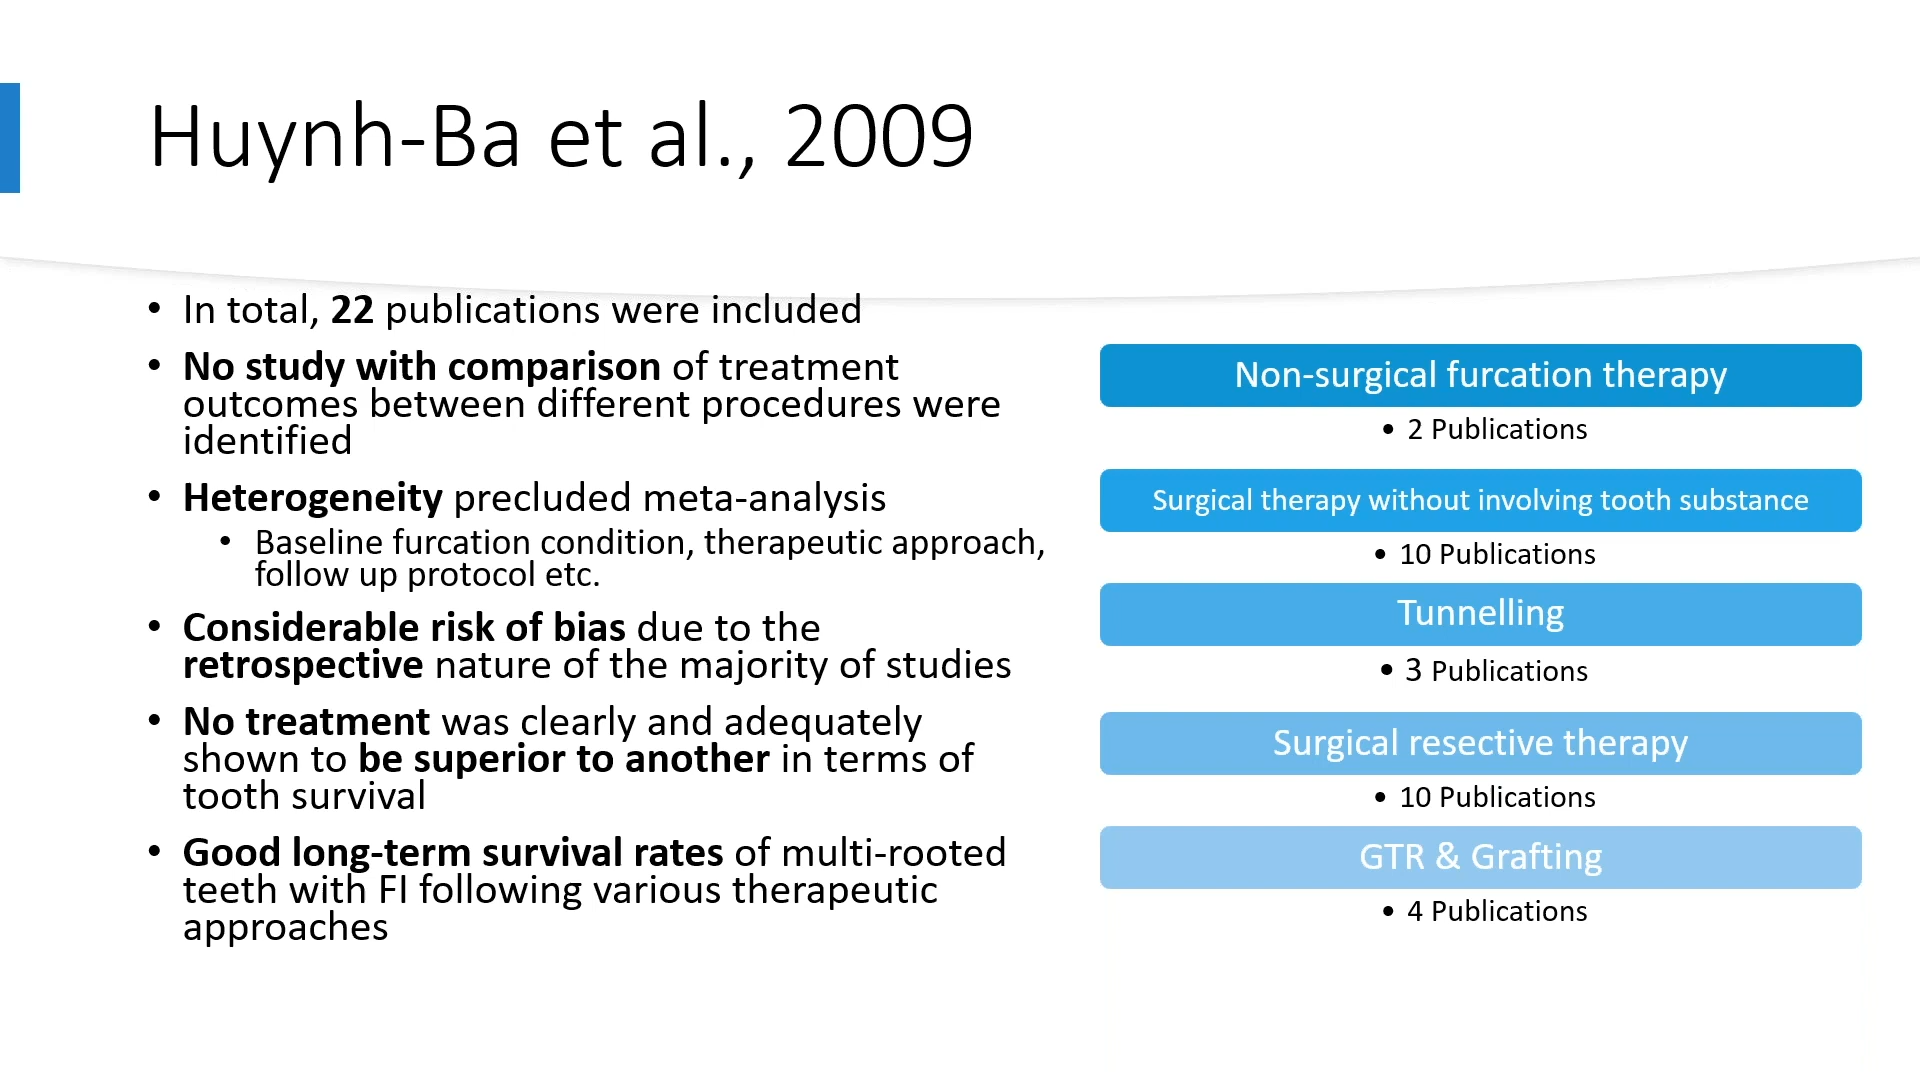 Huynh-Ba et al., 2009
• In total, 22 publications were included
• No study with comparison of treatment
outcomes between different procedures were
identified
• Heterogeneity precluded meta-analysis
• Baseline furcation condition, therapeutic approach,
follow up protocol etc.
• Considerable risk of bias due to the
retrospective nature of the majority of studies
• No treatment was clearly and adequately
shown to be superior to another in terms of
tooth survival
• Good long-term survival rates of multi-rooted
teeth with FI following various therapeutic
approaches
Non-surgical furcation therapy
• 2 Publications
Surgical therapy without involving tooth substance
• 10 Publications
Tunnelling
• 3 Publications
Surgical resective therapy
• 10 Publications
GTR & Grafting
• 4 Publications